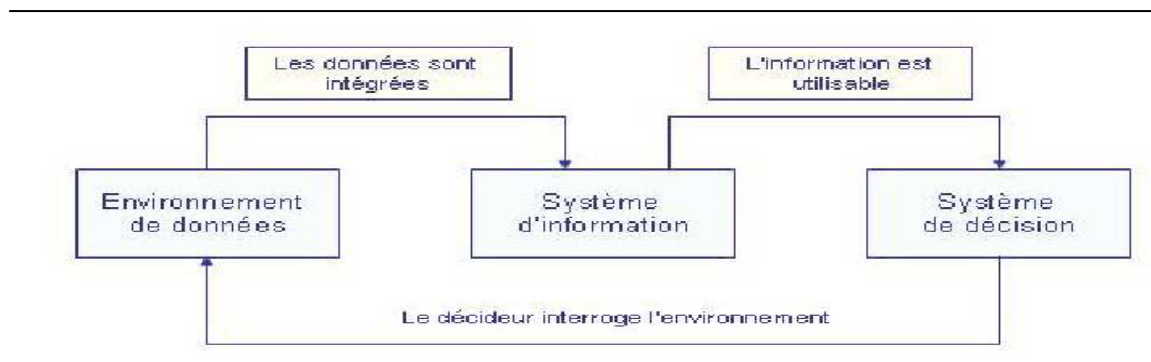 Les données sont
intégrées
L'information est
utilisable
Environnement
de données
Système
d'information
Système
de décision
Le décideur interroge l'environnement